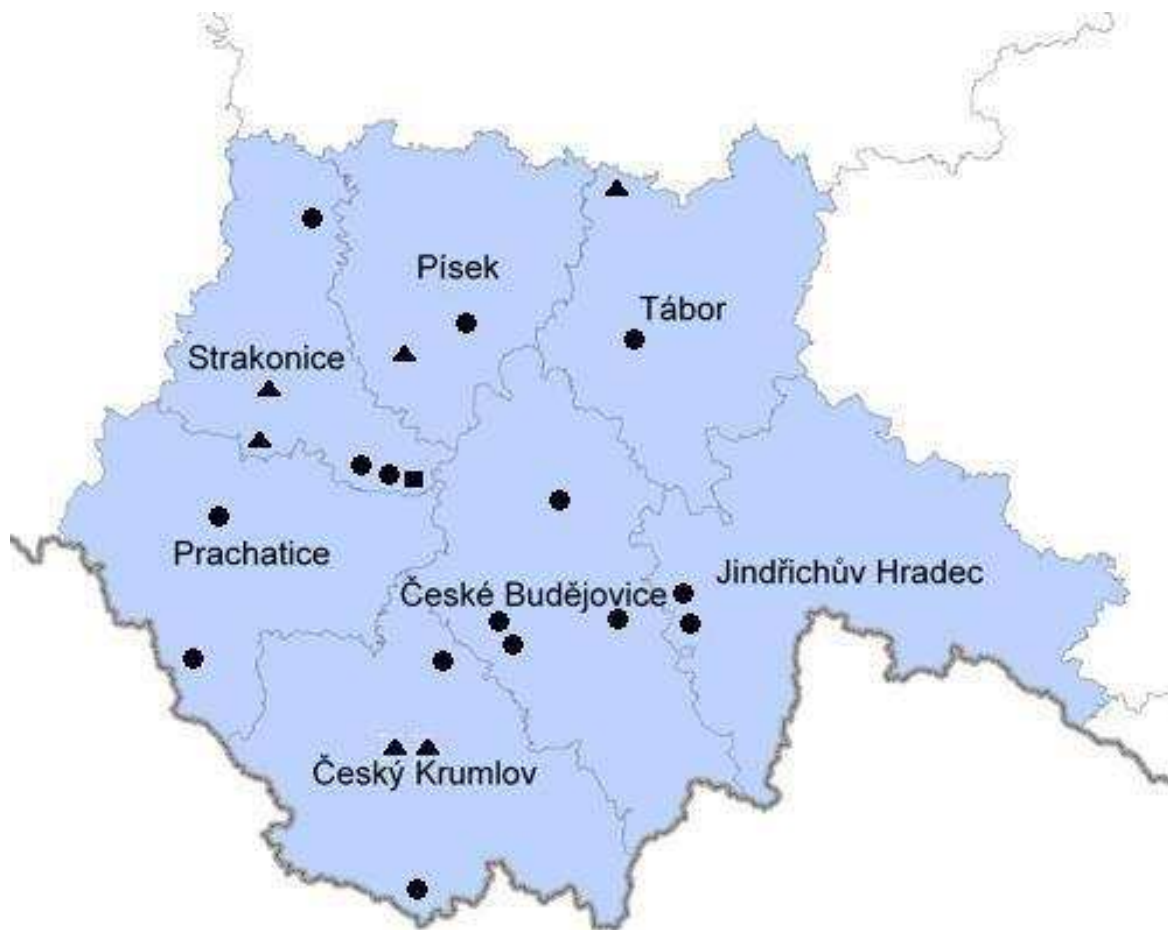 Písek
Tábor
Strakonice
Prachatice
Jindřichův Hradec
České Budějovice
Český Krumlov